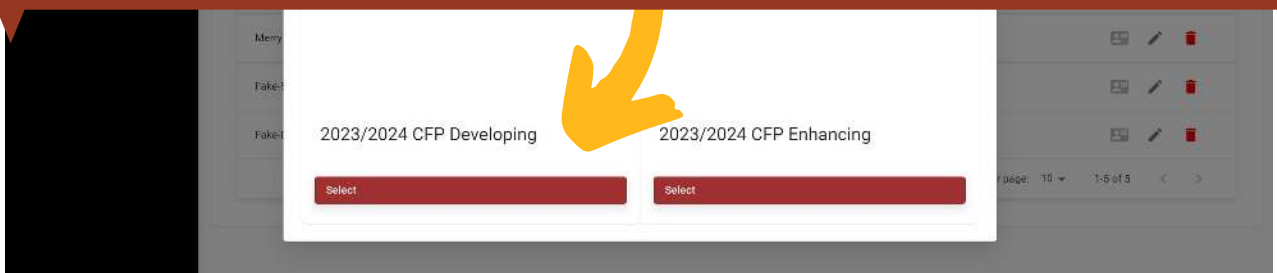 Merry
Fake-
Fake-
2023/2024 CFP Developing
2023/2024 CFP Enhancing
Select
Select
page: 10
1-5 of 5